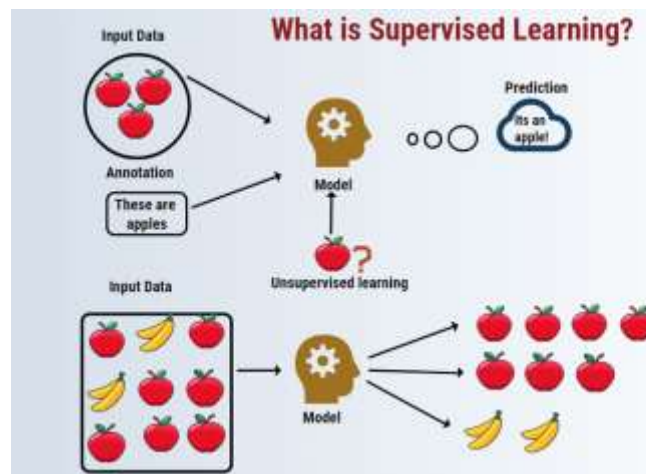 What is Supervised Learning?
Input Data
Prediction
Its an
apple!
Annotation
Model
These are
apples
?
Unsupervised learning
Input Data
Model